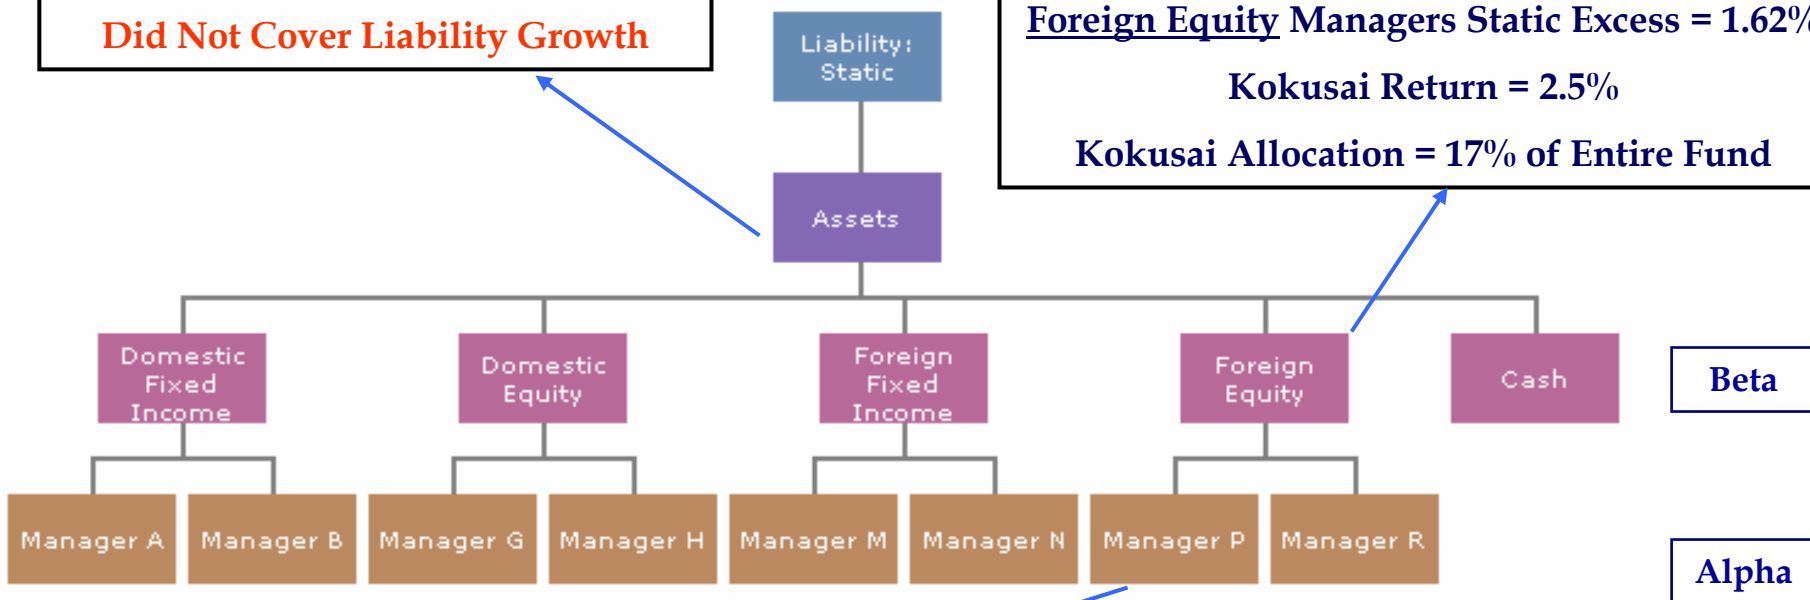 Did Not Cover Liability Growth
Foreign Equity Managers Static Excess = 1.62%
Kokusai Return = 2.5%
Kokusai Allocation = 17% of Entire Fund
Liability:
Static
Assets
Domestic
Fixed
Income
Domestic
Equity
Foreign
Fixed
Income
Foreign
Equity
Cash
Beta
Manager A
Manager B
Manager G
Manager H
Manager M
Manager N
Manager P
Manager R
Alpha